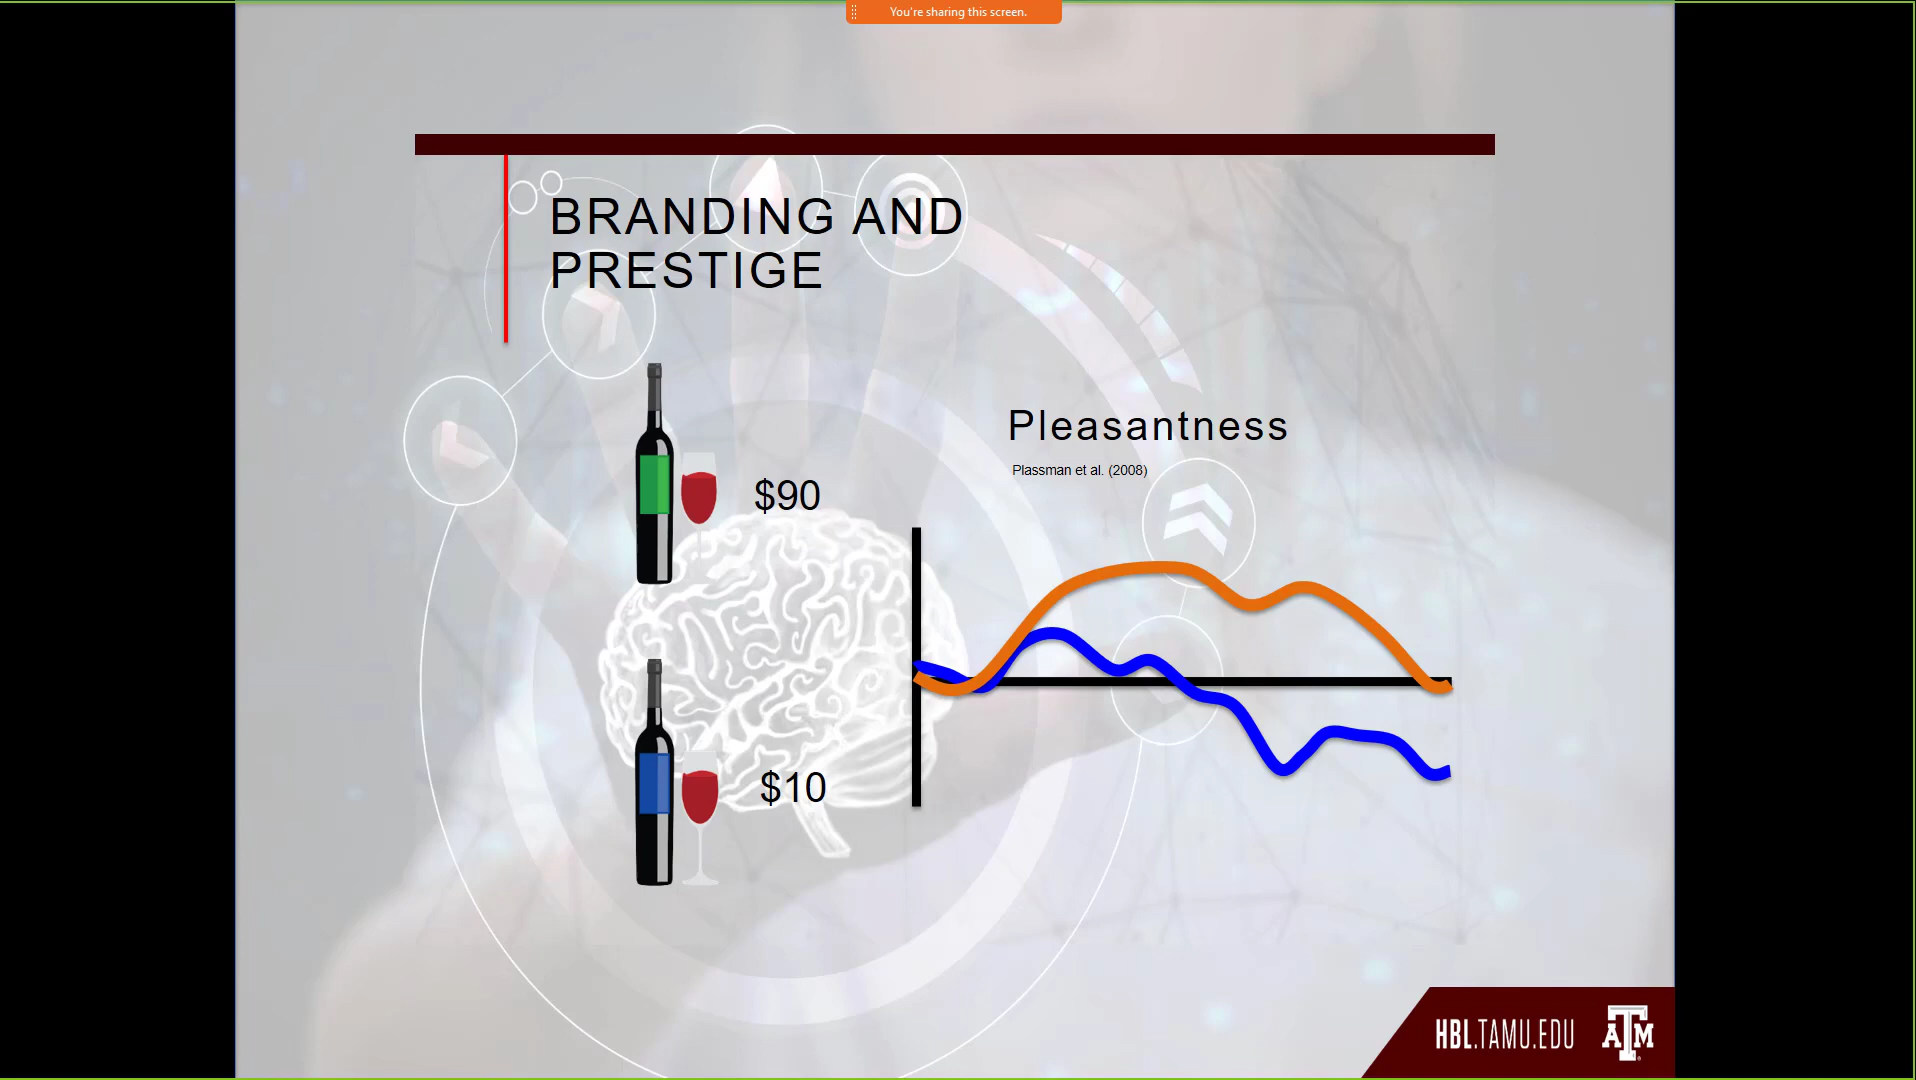 You're sharing this screen.
BRANDING AND
PRESTIGE
Pleasantness
Plassman et al. (2008)
$90
$10
HBL.TAMU.EDU
ATM